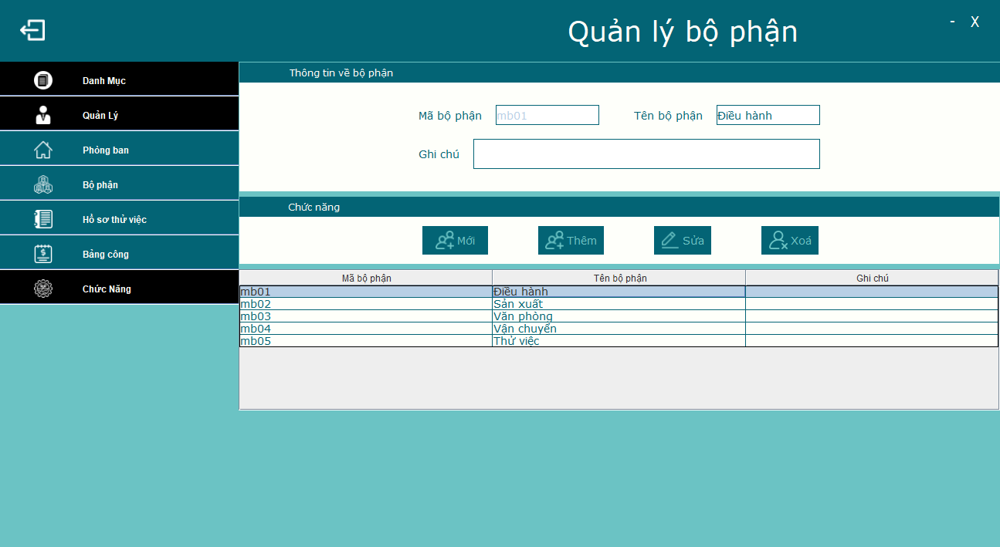 Quản lý bộ phận
- X
Danh Mục
Quản Lý
Phòng ban
Bộ phận
Hồ sơ thử việc
Bảng công
Chức Năng
Thông tin về bộ phận
Mã bộ phận mb01 Tên bộ phận Điều hành
Ghi chú
Chức năng
Mới Thêm Sửa Xoá
Mã bộ phận Tên bộ phận Ghi chú
mb01 Điều hành
mb02 Sản xuất
mb03 Văn phòng
mb04 Vận chuyển
mb05 Thử việc